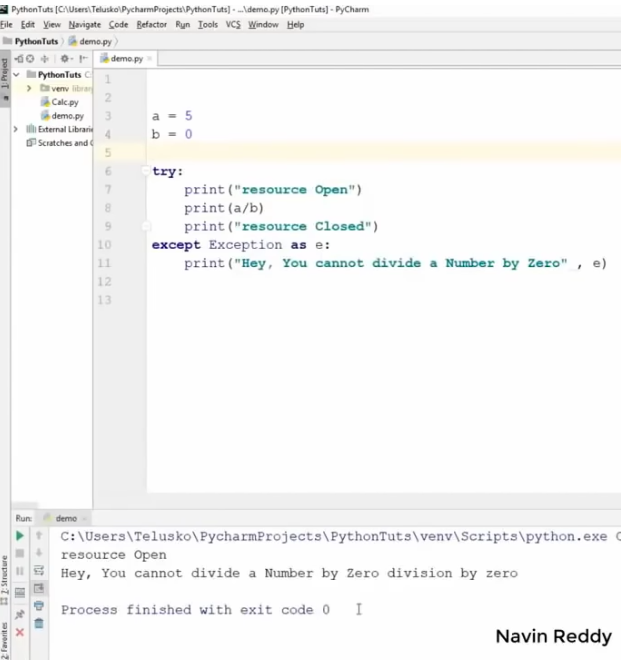 PythonTuts [C:\Users\Telusko\PycharmProjects\PythonTuts] - ...\demo.py [PythonTuts] - PyCharm
File Edit View Navigate Code Refactor Run Tools VCS Window Help
PythonTuts demo.py
demo.py
1: Project
PythonTuts C:
venv library
Calc.py
demo.py
External Librarie
Scratches and C
1
2
3 a = 5
4 b = 0
5
6 try:
7 print("resource Open")
8 print(a/b)
9 print("resource Closed")
10 except Exception as e:
11 print("Hey, You cannot divide a Number by Zero" , e)
12
13
Run: demo
C:\Users\Telusko\PycharmProjects\PythonTuts\venv\Scripts\python.exe C
resource Open
Hey, You cannot divide a Number by Zero division by zero
Process finished with exit code 0
7: Structure
2: Favorites
Navin Reddy